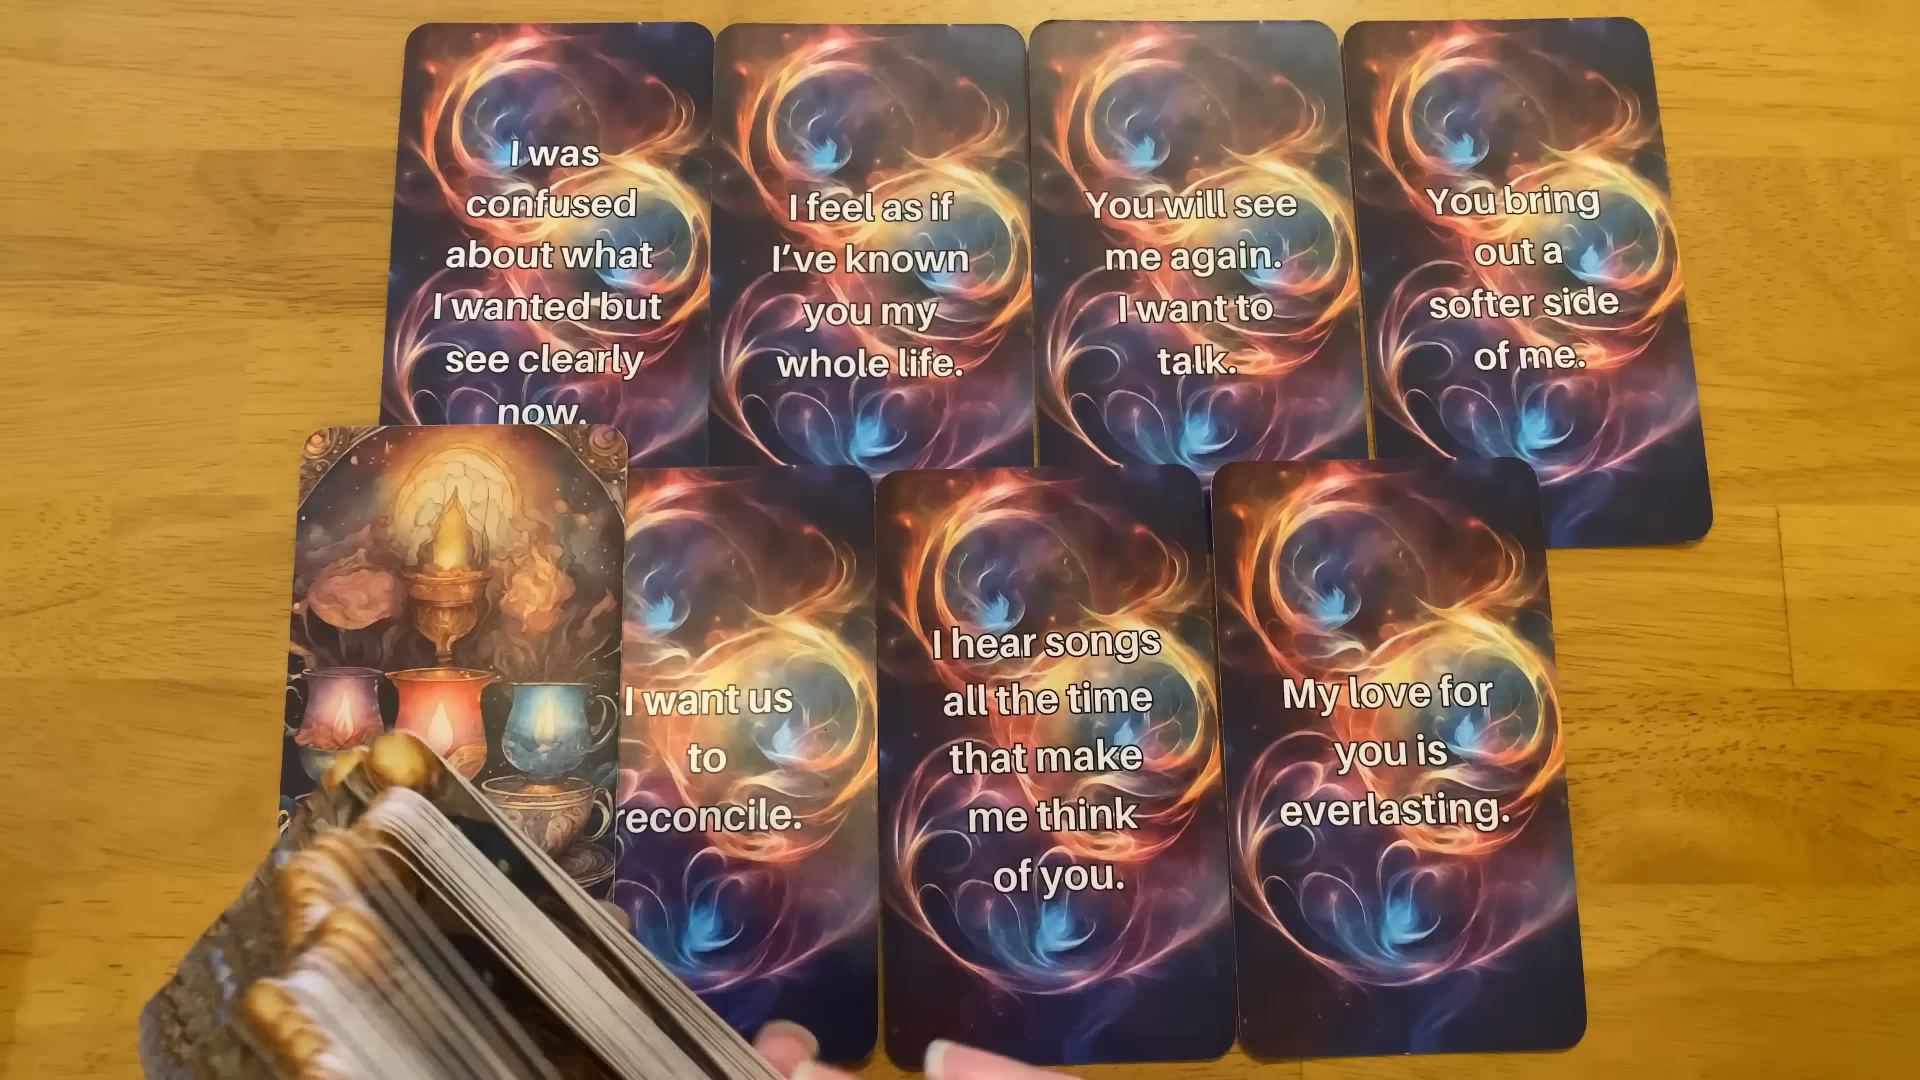 I was
confused
about what
I wanted but
see clearly
now.
I feel as if
I've known
you my
whole life.
You will see
me again.
I want to
talk.
You bring
out a
softer side
of me.
I want us
to
reconcile.
I hear songs
all the time
that make
me think
of you.
My love for
you is
everlasting.